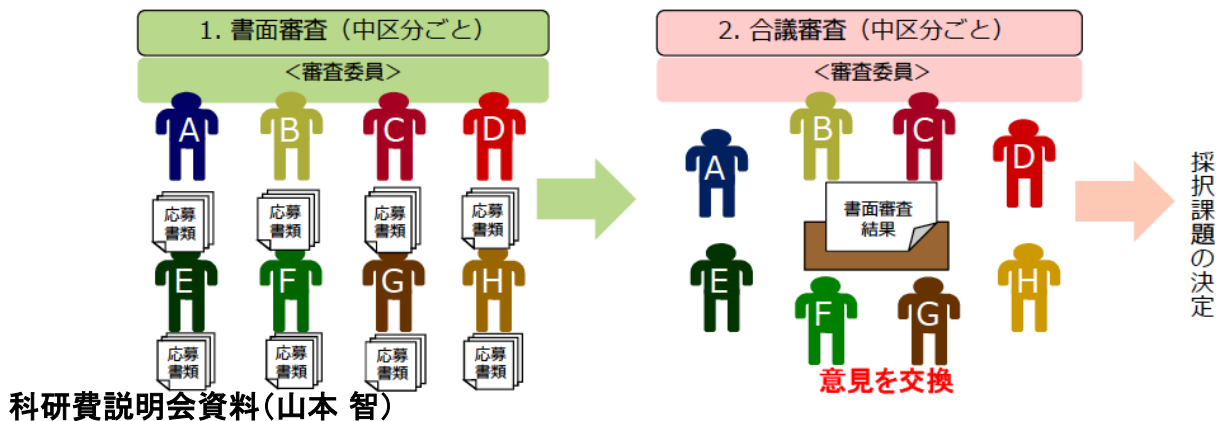 1. 書面審査（中区分ごと）
＜審査委員＞
A
B
C
D
応募
書類
応募
書類
応募
書類
応募
書類
E
F
G
H
応募
書類
応募
書類
応募
書類
応募
書類
2. 合議審査（中区分ごと）
＜審査委員＞
A
B
C
D
書面審査
結果
E
F
G
H
意見を交換
採択課題の決定
科研費説明会資料（山本 智）